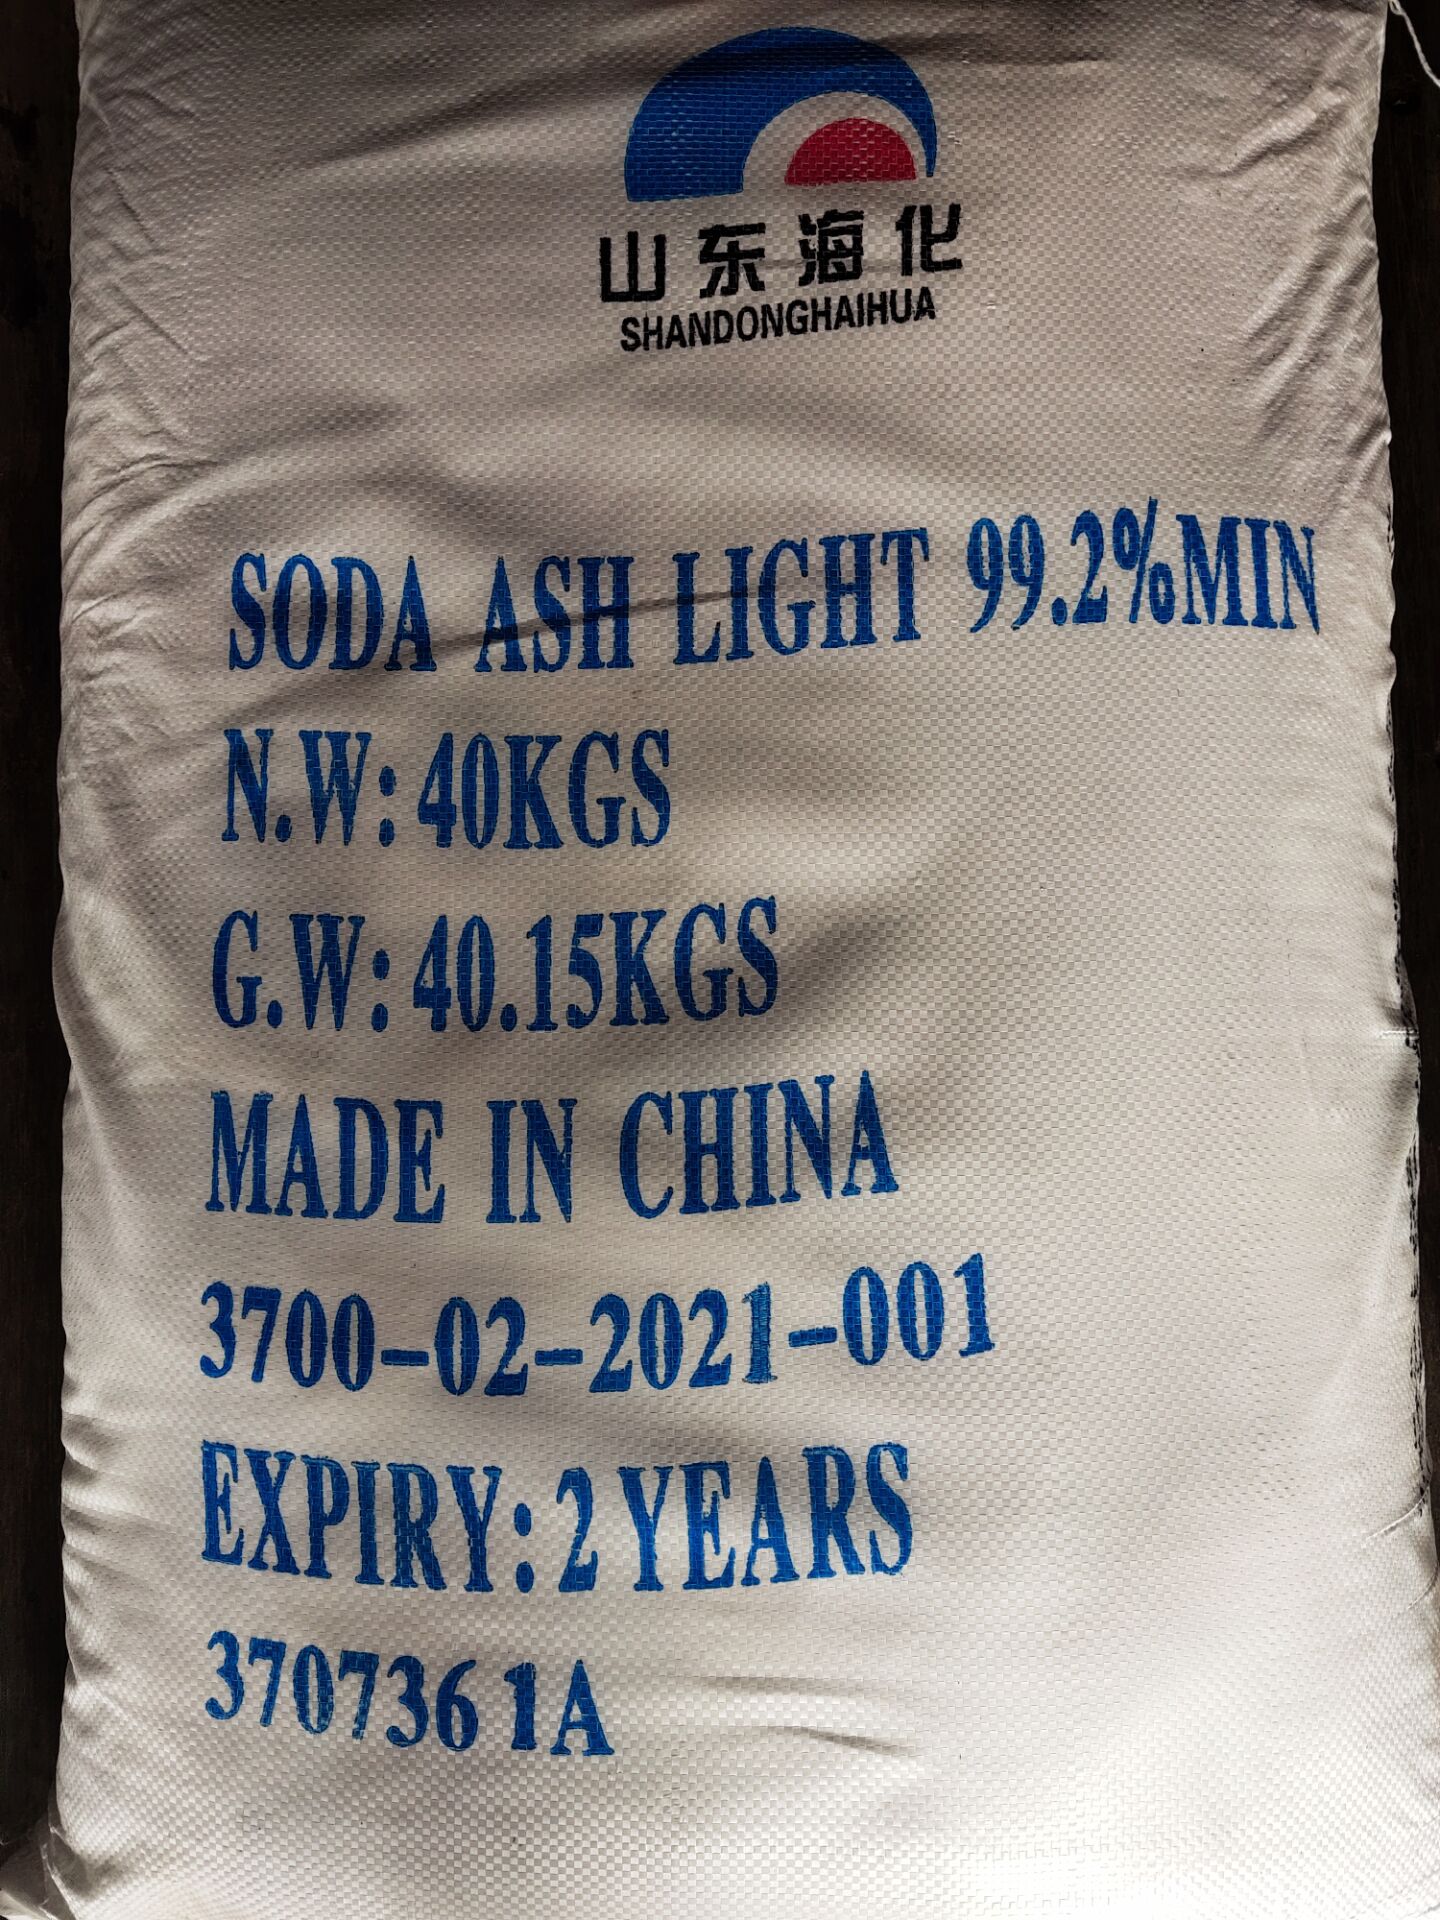 山东海化
SHANDONGHAIHUA
SODA ASH LIGHT 99.2%MIN
N.W:40KGS
G.W:40.15KGS
MADE IN CHINA
3700-02-2021-001
EXPIRY:2 YEARS
3707361A